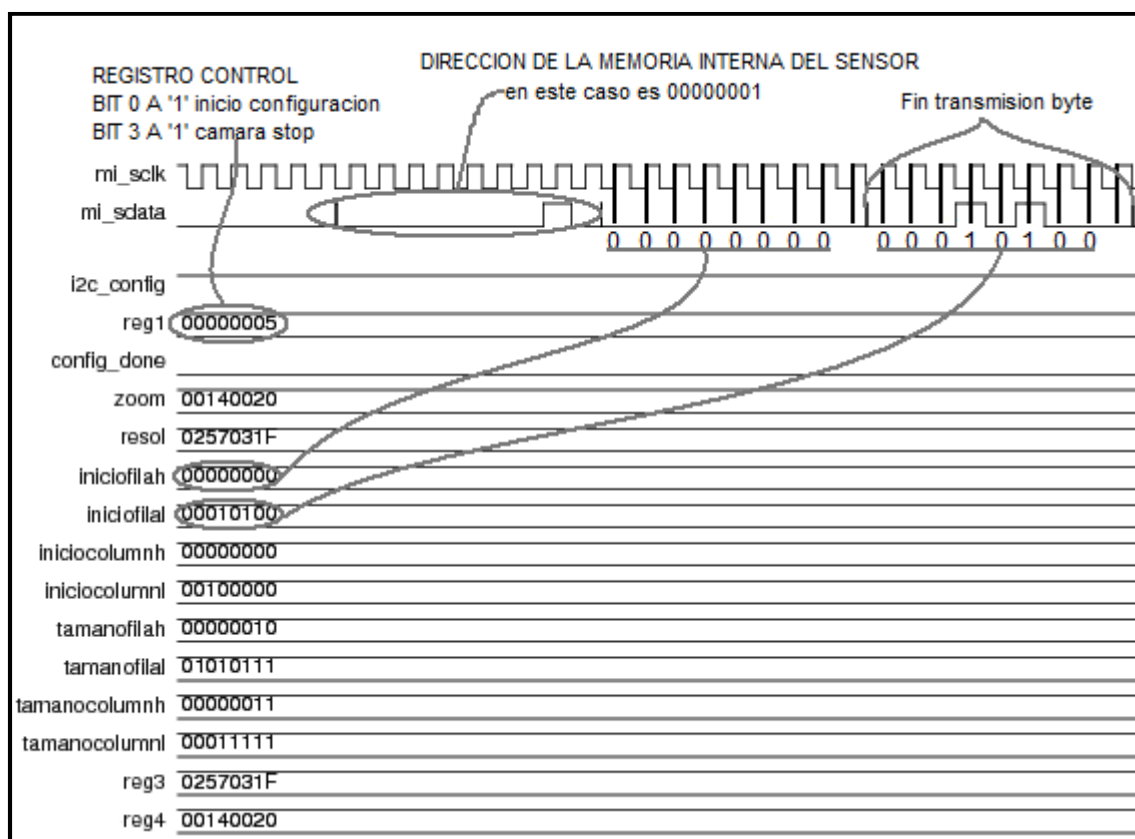 REGISTRO CONTROL
BIT 0 A '1' inicio configuracion
BIT 3 A '1' camara stop
DIRECCION DE LA MEMORIA INTERNA DEL SENSOR
en este caso es 00000001
Fin transmision byte
mi_sclk
mi_sdata
0 0 0 0 0 0 0 0
0 0 0 1 0 1 0 0
i2c_config
reg1 00000005
config_done
zoom 00140020
resol 0257031F
iniciofilah 00000000
iniciofilal 00010100
iniciocolumnh 00000000
iniciocolumnl 00100000
tamanofilah 00000010
tamanofilal 01010111
tamanocolumnh 00000011
tamanocolumnl 00011111
reg3 0257031F
reg4 00140020